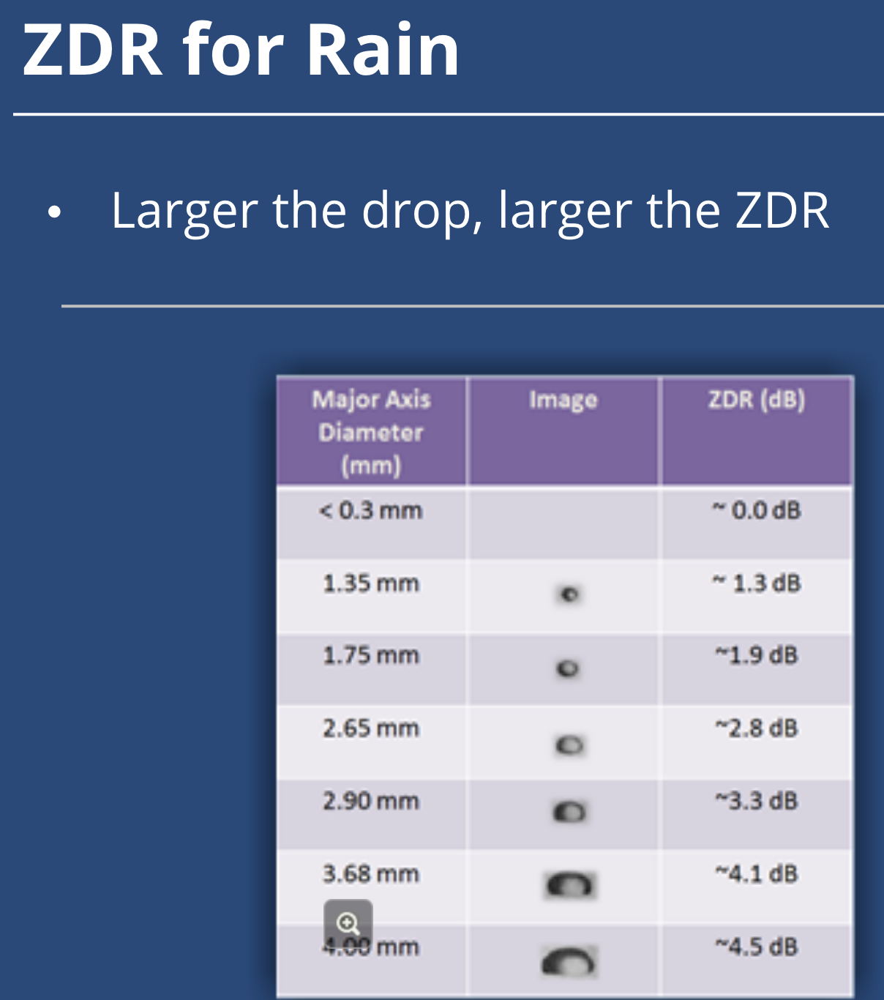 ZDR for Rain
• Larger the drop, larger the ZDR
Major Axis Diameter (mm) Image ZDR (dB)
< 0.3 mm ~ 0.0 dB
1.35 mm ~ 1.3 dB
1.75 mm ~1.9 dB
2.65 mm ~2.8 dB
2.90 mm ~3.3 dB
3.68 mm ~4.1 dB
4.00 mm ~4.5 dB